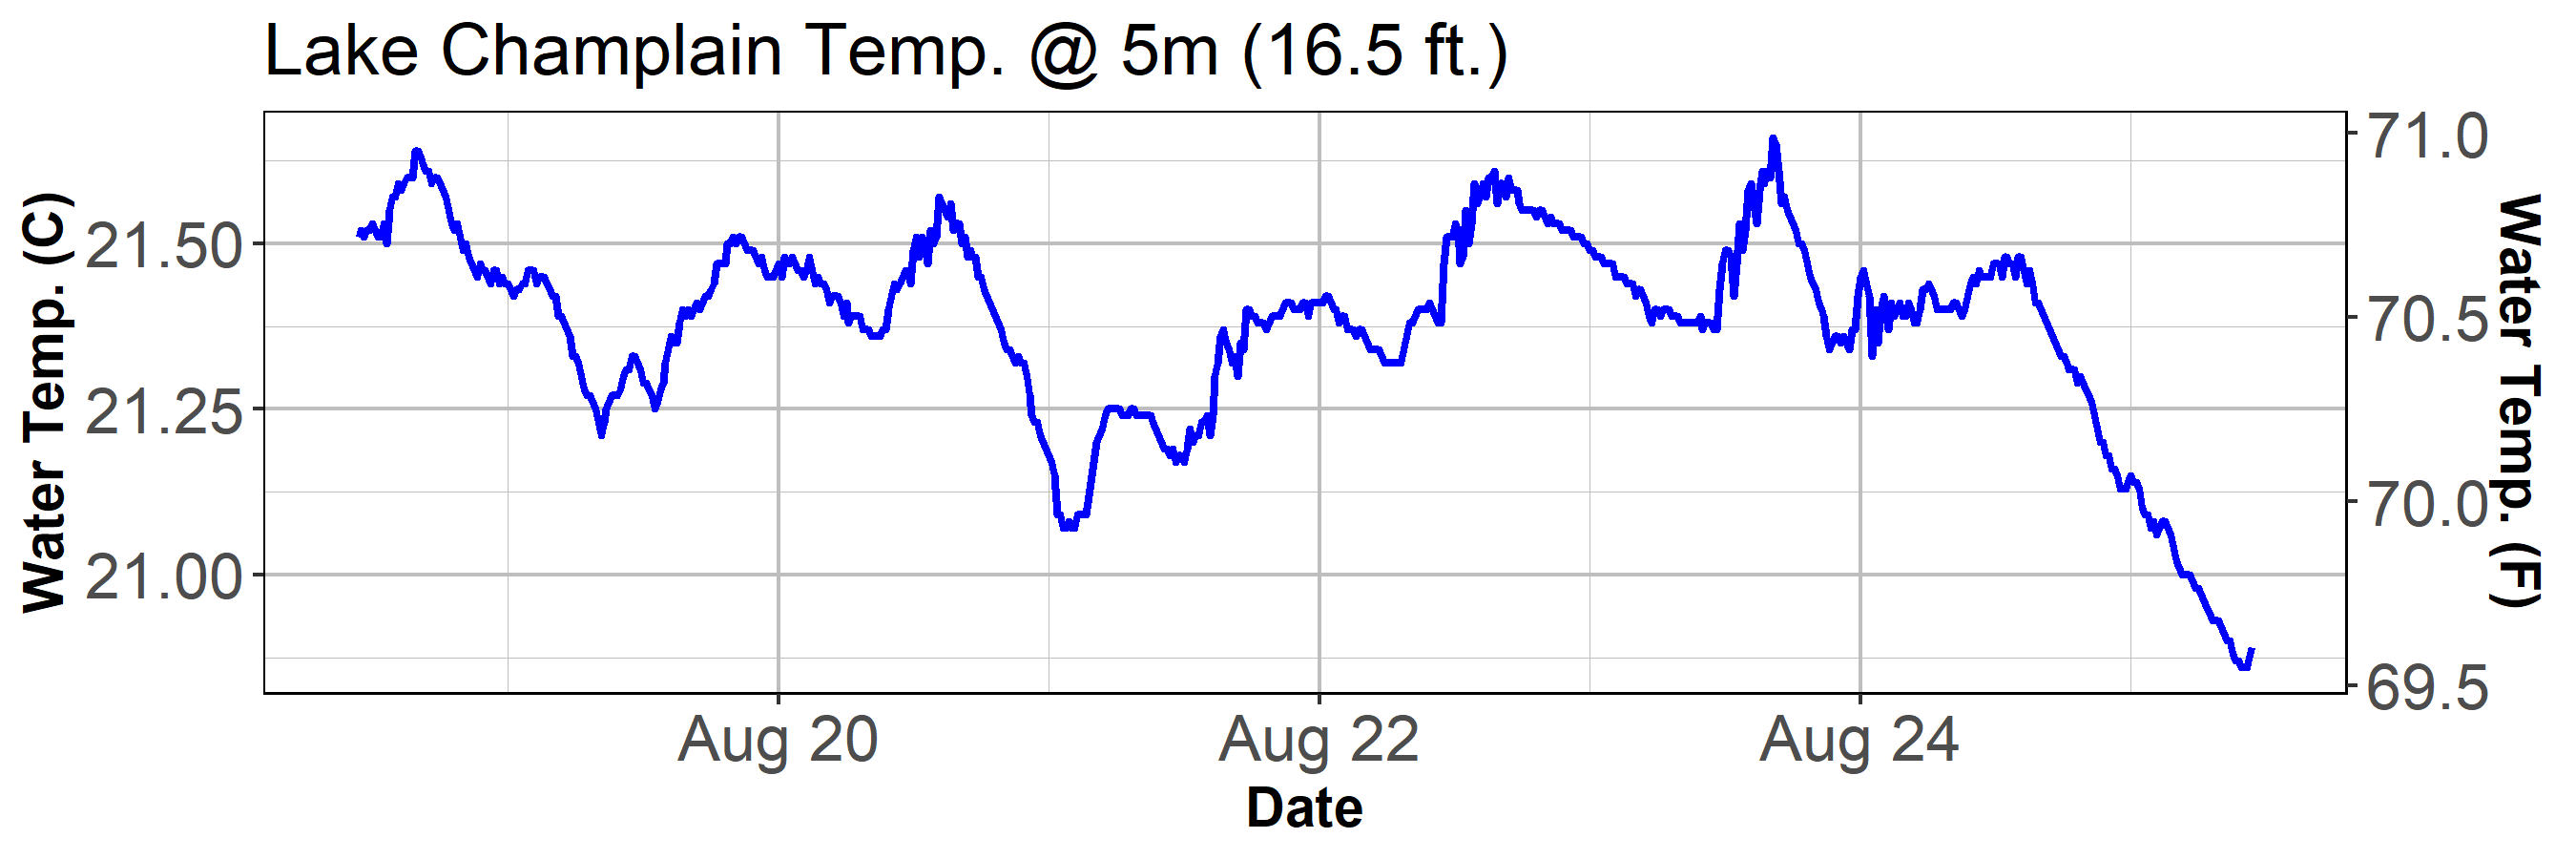 Lake Champlain Temp. @ 5m (16.5 ft.)
Water Temp. (C)
21.50
21.25
21.00
71.0
70.5
70.0
69.5
Water Temp. (F)
Aug 20
Aug 22
Aug 24
Date